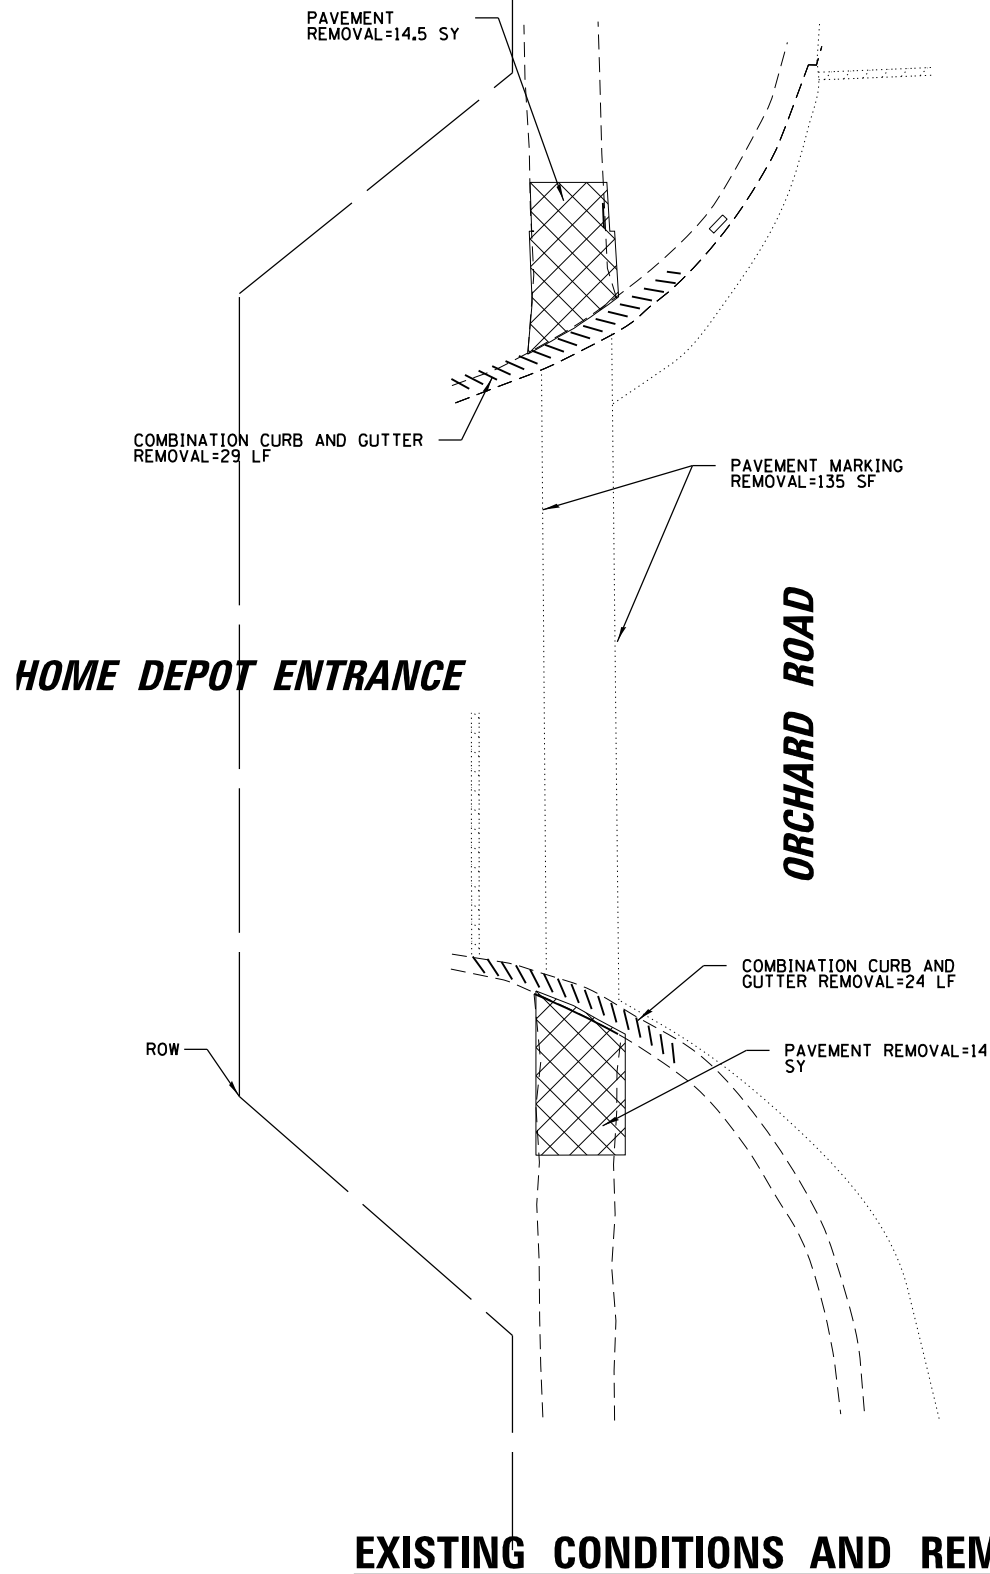 PAVEMENT
REMOVAL=14.5 SY
COMBINATION CURB AND GUTTER
REMOVAL=29 LF
PAVEMENT MARKING
REMOVAL=135 SF
HOME DEPOT ENTRANCE
ORCHARD ROAD
COMBINATION CURB AND
GUTTER REMOVAL=24 LF
ROW
PAVEMENT REMOVAL=14
SY
EXISTING CONDITIONS AND REM